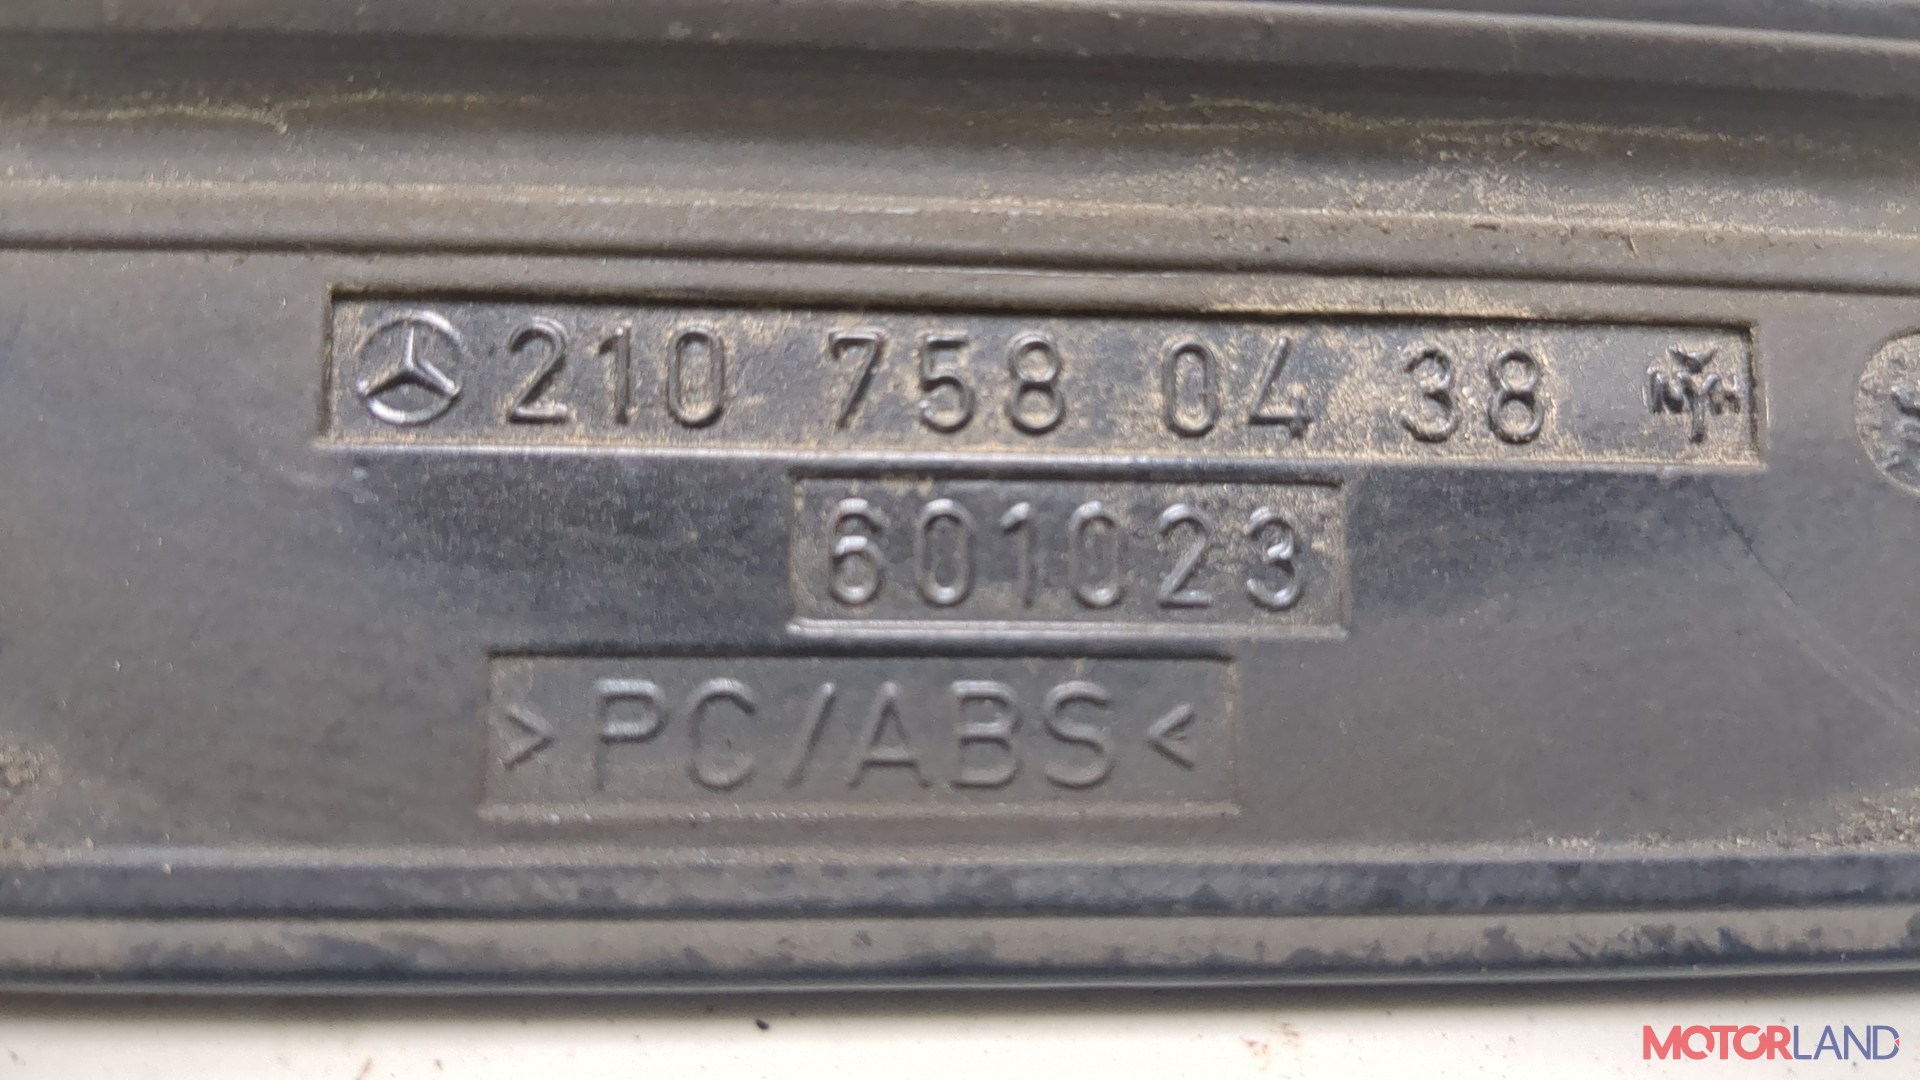 210 758 04 38
601023
>PC/ABS<
MOTORLAND